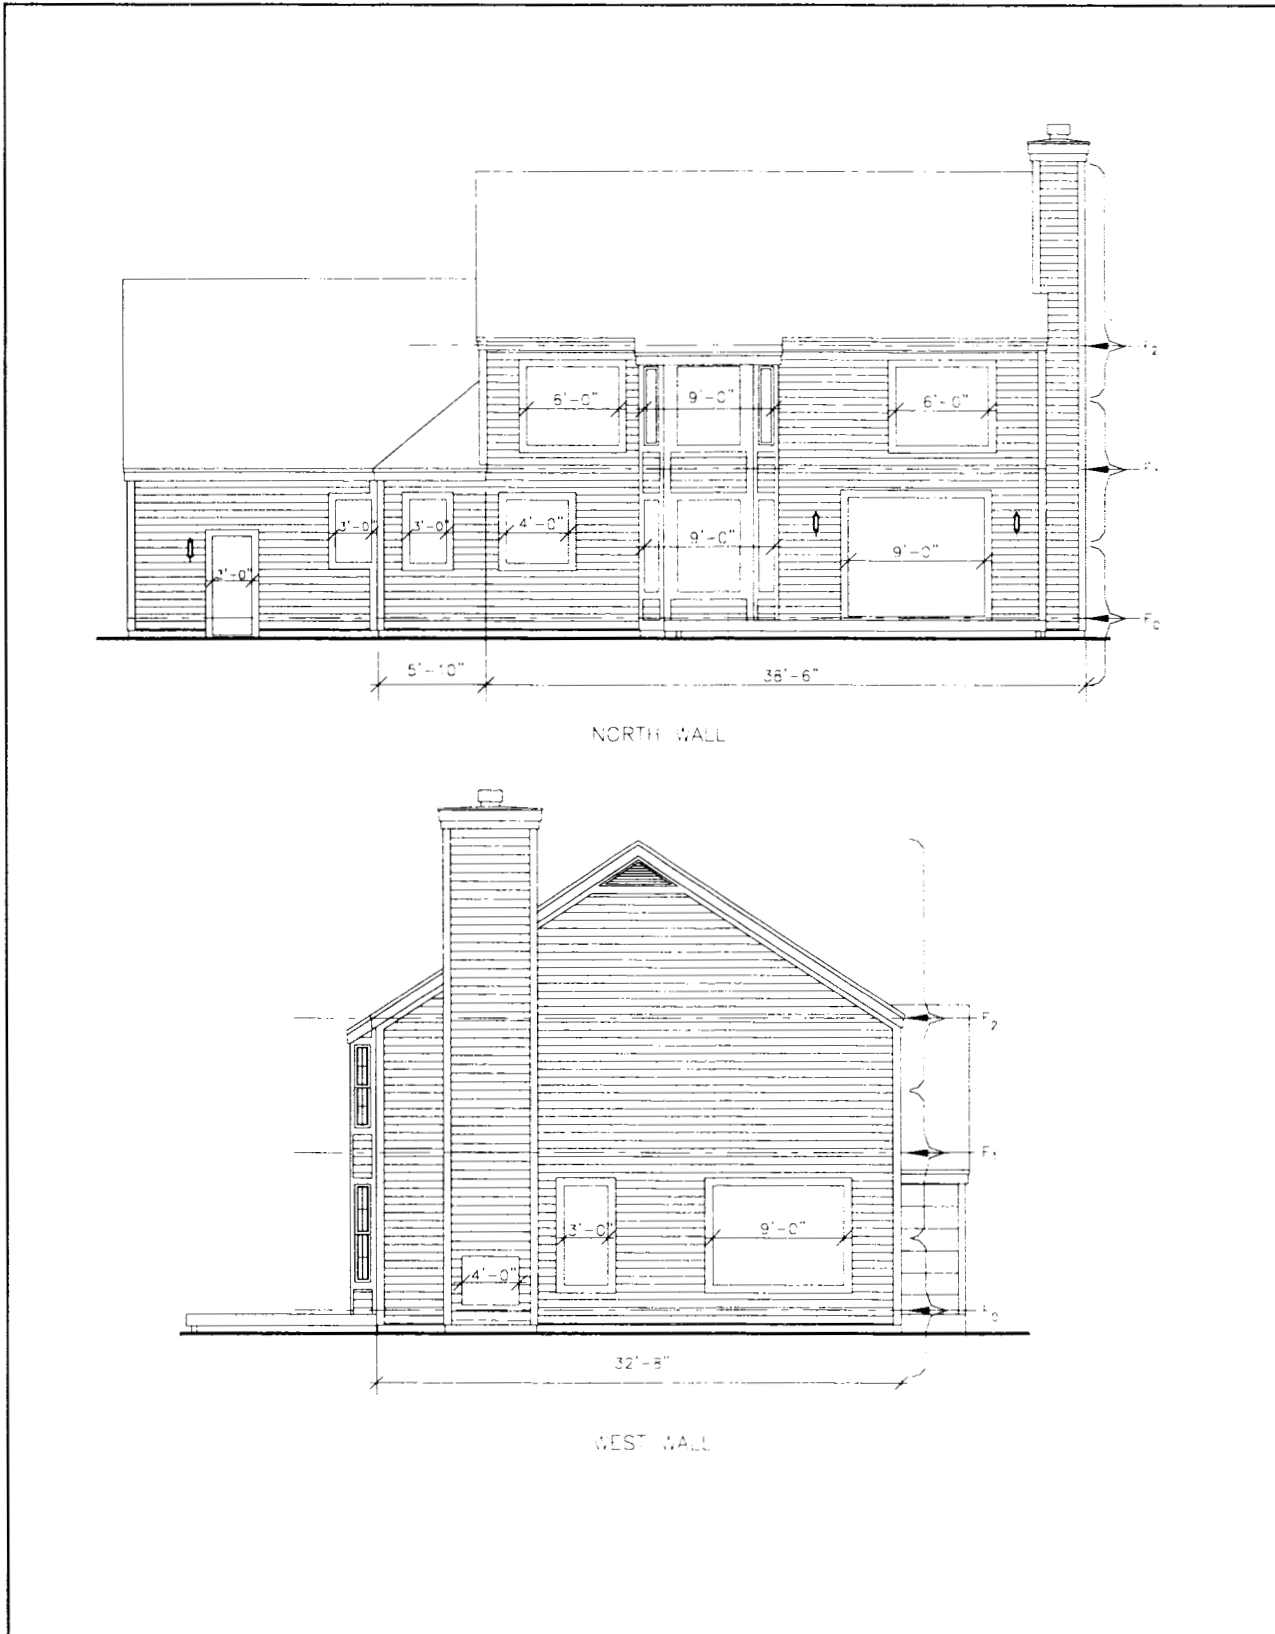 F2
6'-0" 9'-0" 6'-0"
F1
3'-0" 3'-0" 4'-0" 9'-0" 9'-0"
3'-0"
F0
5'-10" 38'-6"
NORTH WALL
F2
F1
3'-0" 9'-0"
4'-0"
F0
32'-8"
WEST WALL